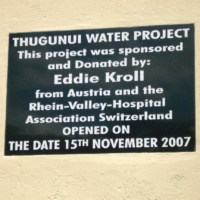 THUGUNUI WATER PROJECT
This project was sponsored
and Donated by:
Eddie Kroll
from Austria and the
Rhein-Valley-Hospital
Association Switzerland
OPENED ON
THE DATE 15TH NOVEMBER 2007